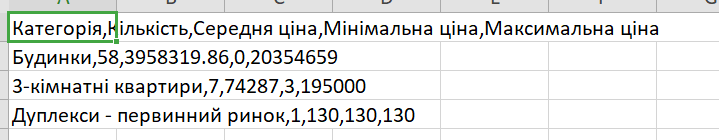 A B C D E F G
Категорія,Кількість,Середня ціна,Мінімальна ціна,Максимальна ціна
Будинки,58,3958319.86,0,20354659
3-кімнатні квартири,7,74287,3,195000
Дуплекси - первинний ринок,1,130,130,130